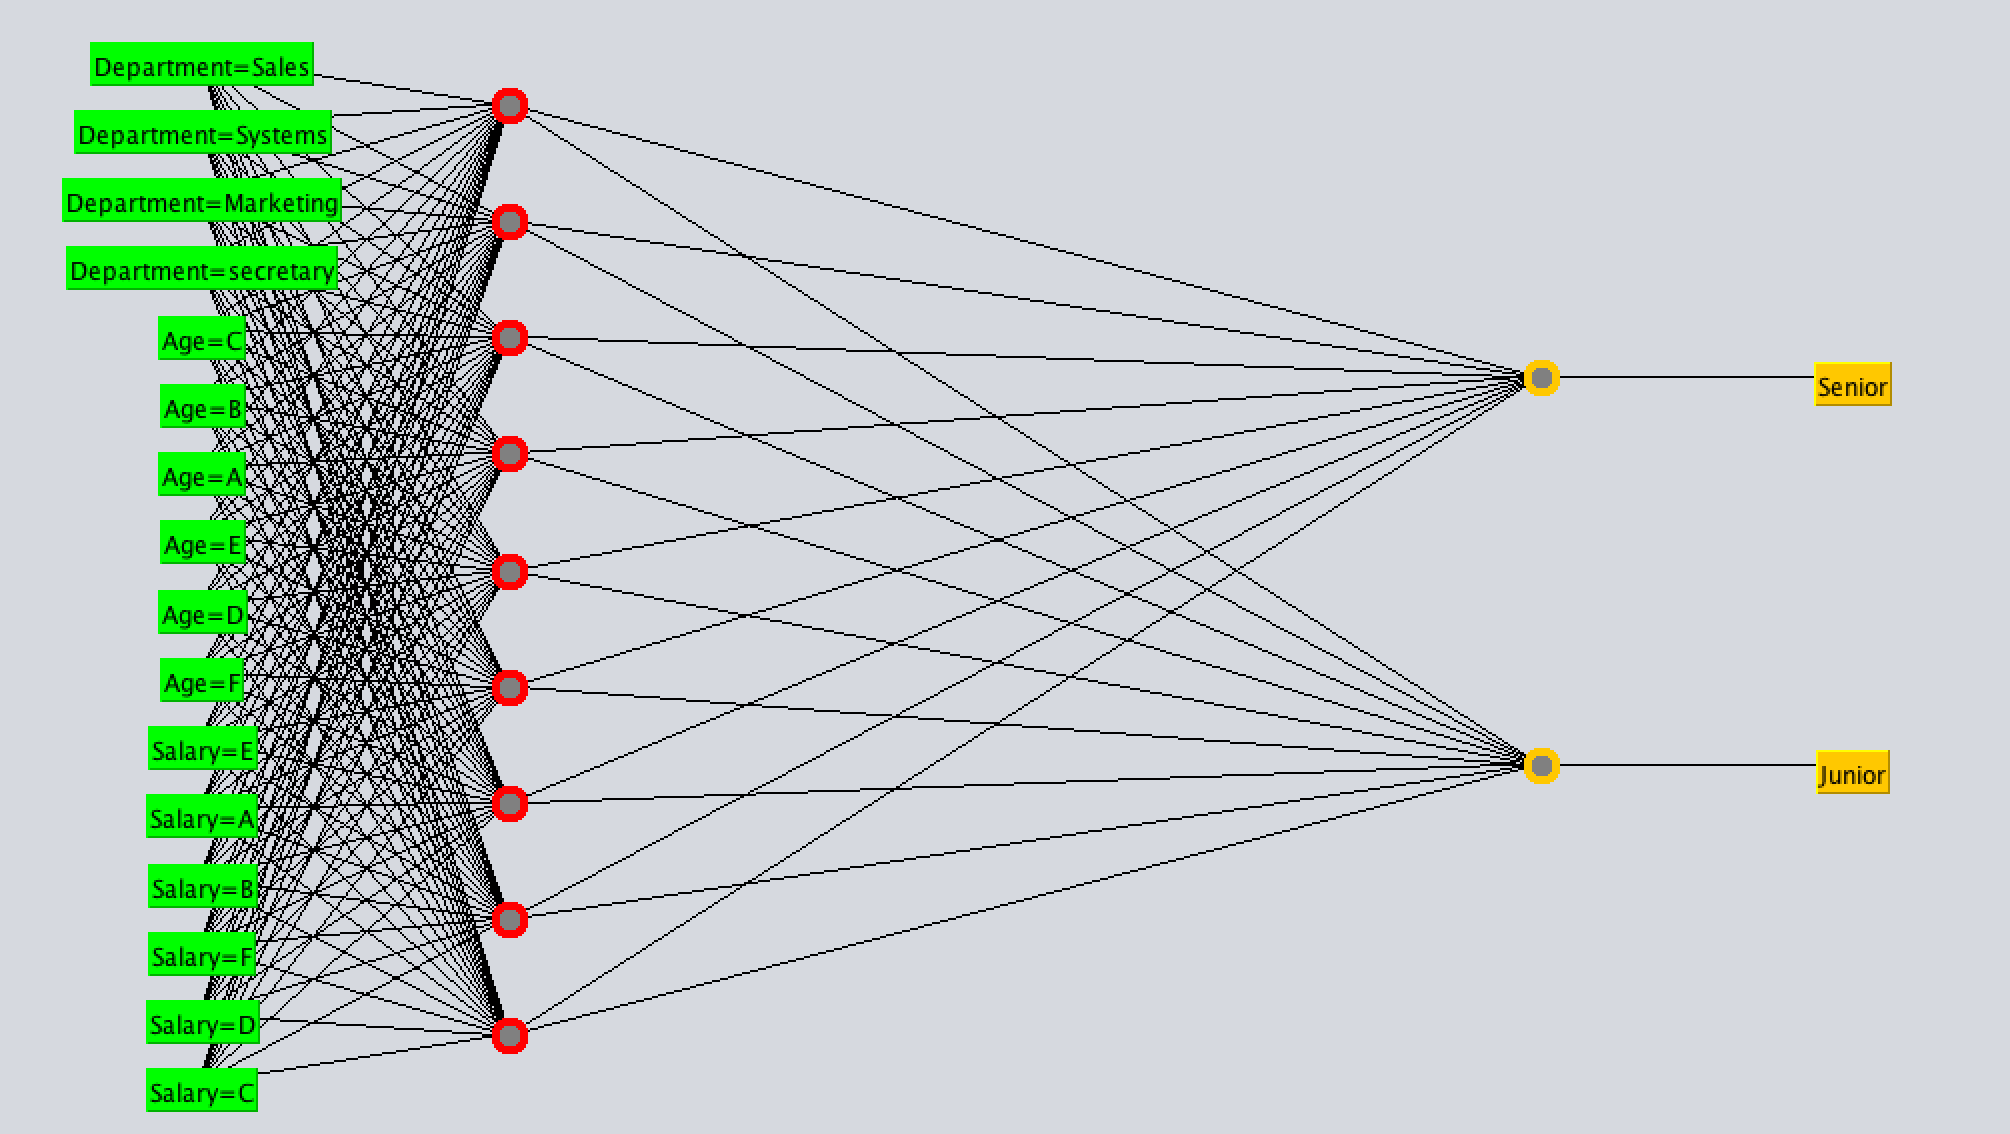 Department=Sales
Department=Systems
Department=Marketing
Department=secretary
Age=C
Age=B
Age=A
Age=E
Age=D
Age=F
Salary=E
Salary=A
Salary=B
Salary=F
Salary=D
Salary=C
Senior
Junior